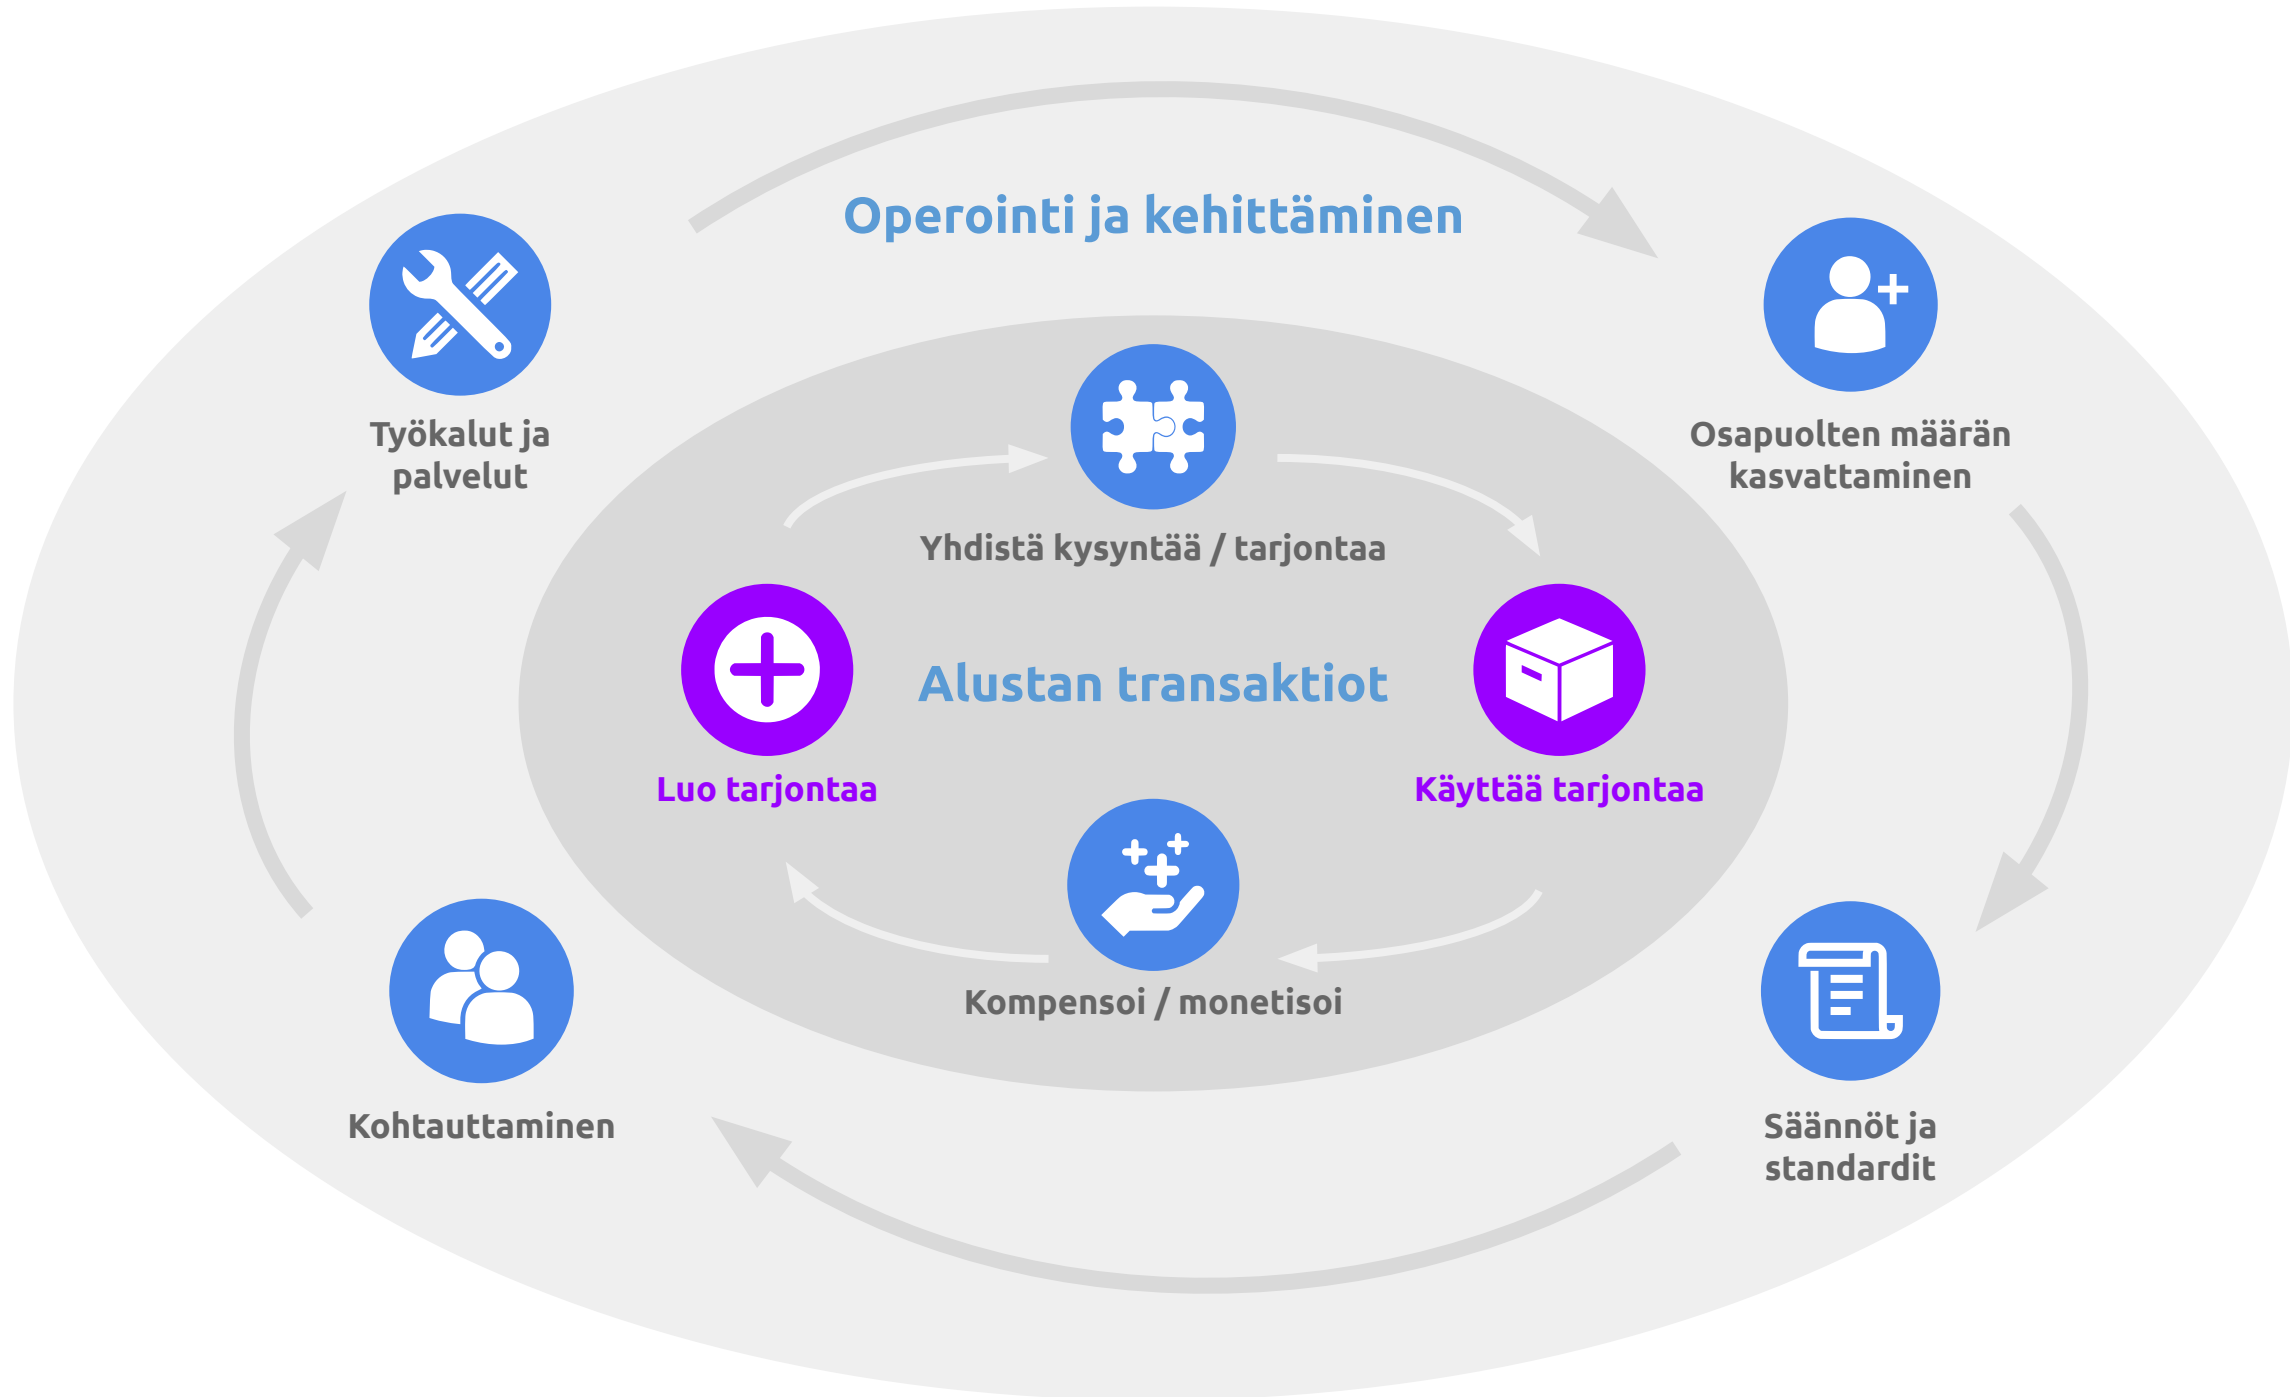 Operointi ja kehittäminen
Työkalut ja
palvelut
Osapuolten määrän
kasvattaminen
Yhdistä kysyntää / tarjontaa
Alustan transaktiot
Luo tarjontaa
Käyttää tarjontaa
Kompensoi / monetisoi
Kohtauttaminen
Säännöt ja
standardit